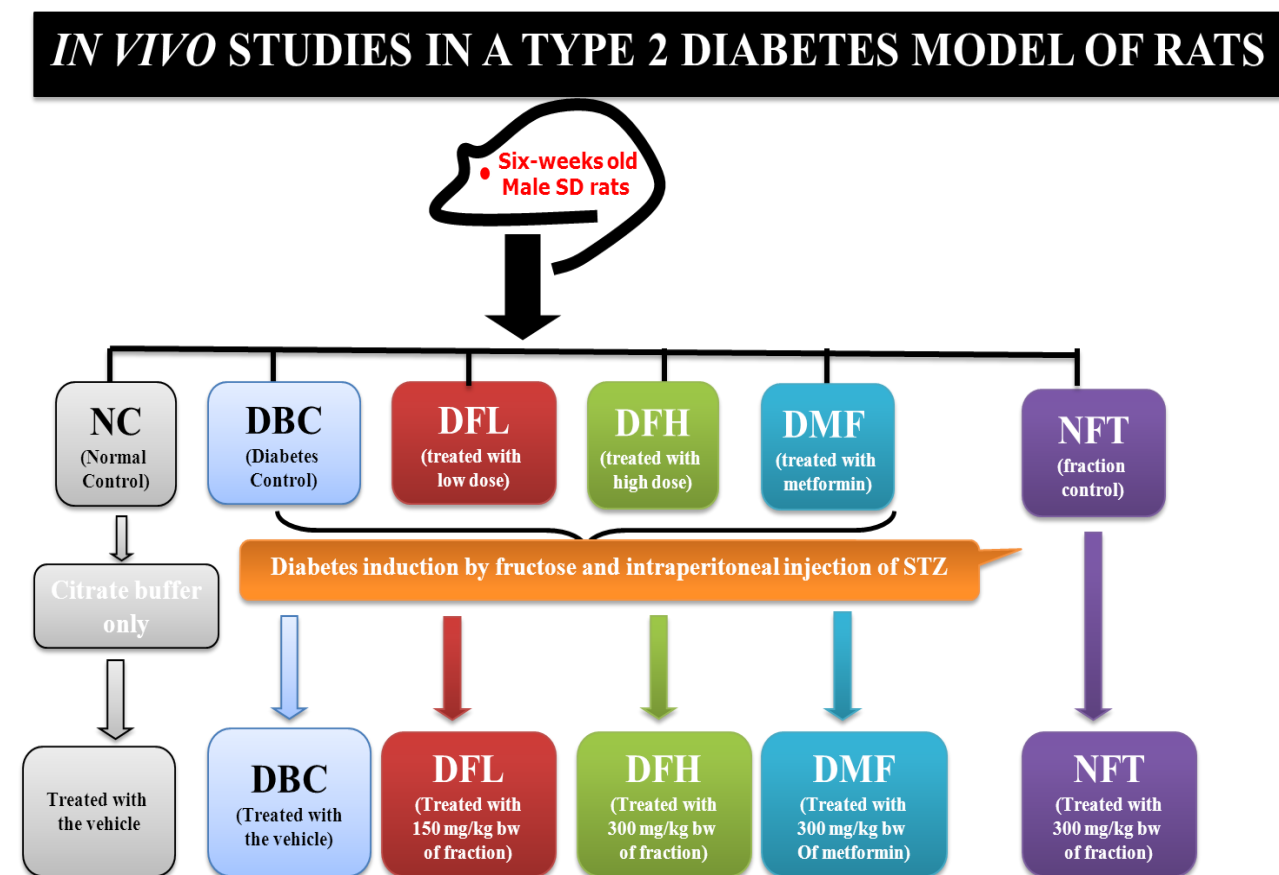 IN VIVO STUDIES IN A TYPE 2 DIABETES MODEL OF RATS
Six-weeks old
Male SD rats
NC
(Normal
Control)
DBC
(Diabetes
Control)
DFL
(treated with
low dose)
DFH
(treated with
high dose)
DMF
(treated with
metformin)
NFT
(fraction
control)
Diabetes induction by fructose and intraperitoneal injection of STZ
Citrate buffer
only
Treated with
the vehicle
DBC
(Treated with
the vehicle)
DFL
(Treated with
150 mg/kg bw
of fraction)
DFH
(Treated with
300 mg/kg bw
of fraction)
DMF
(Treated with
300 mg/kg bw
Of metformin)
NFT
(Treated with
300 mg/kg bw
of fraction)